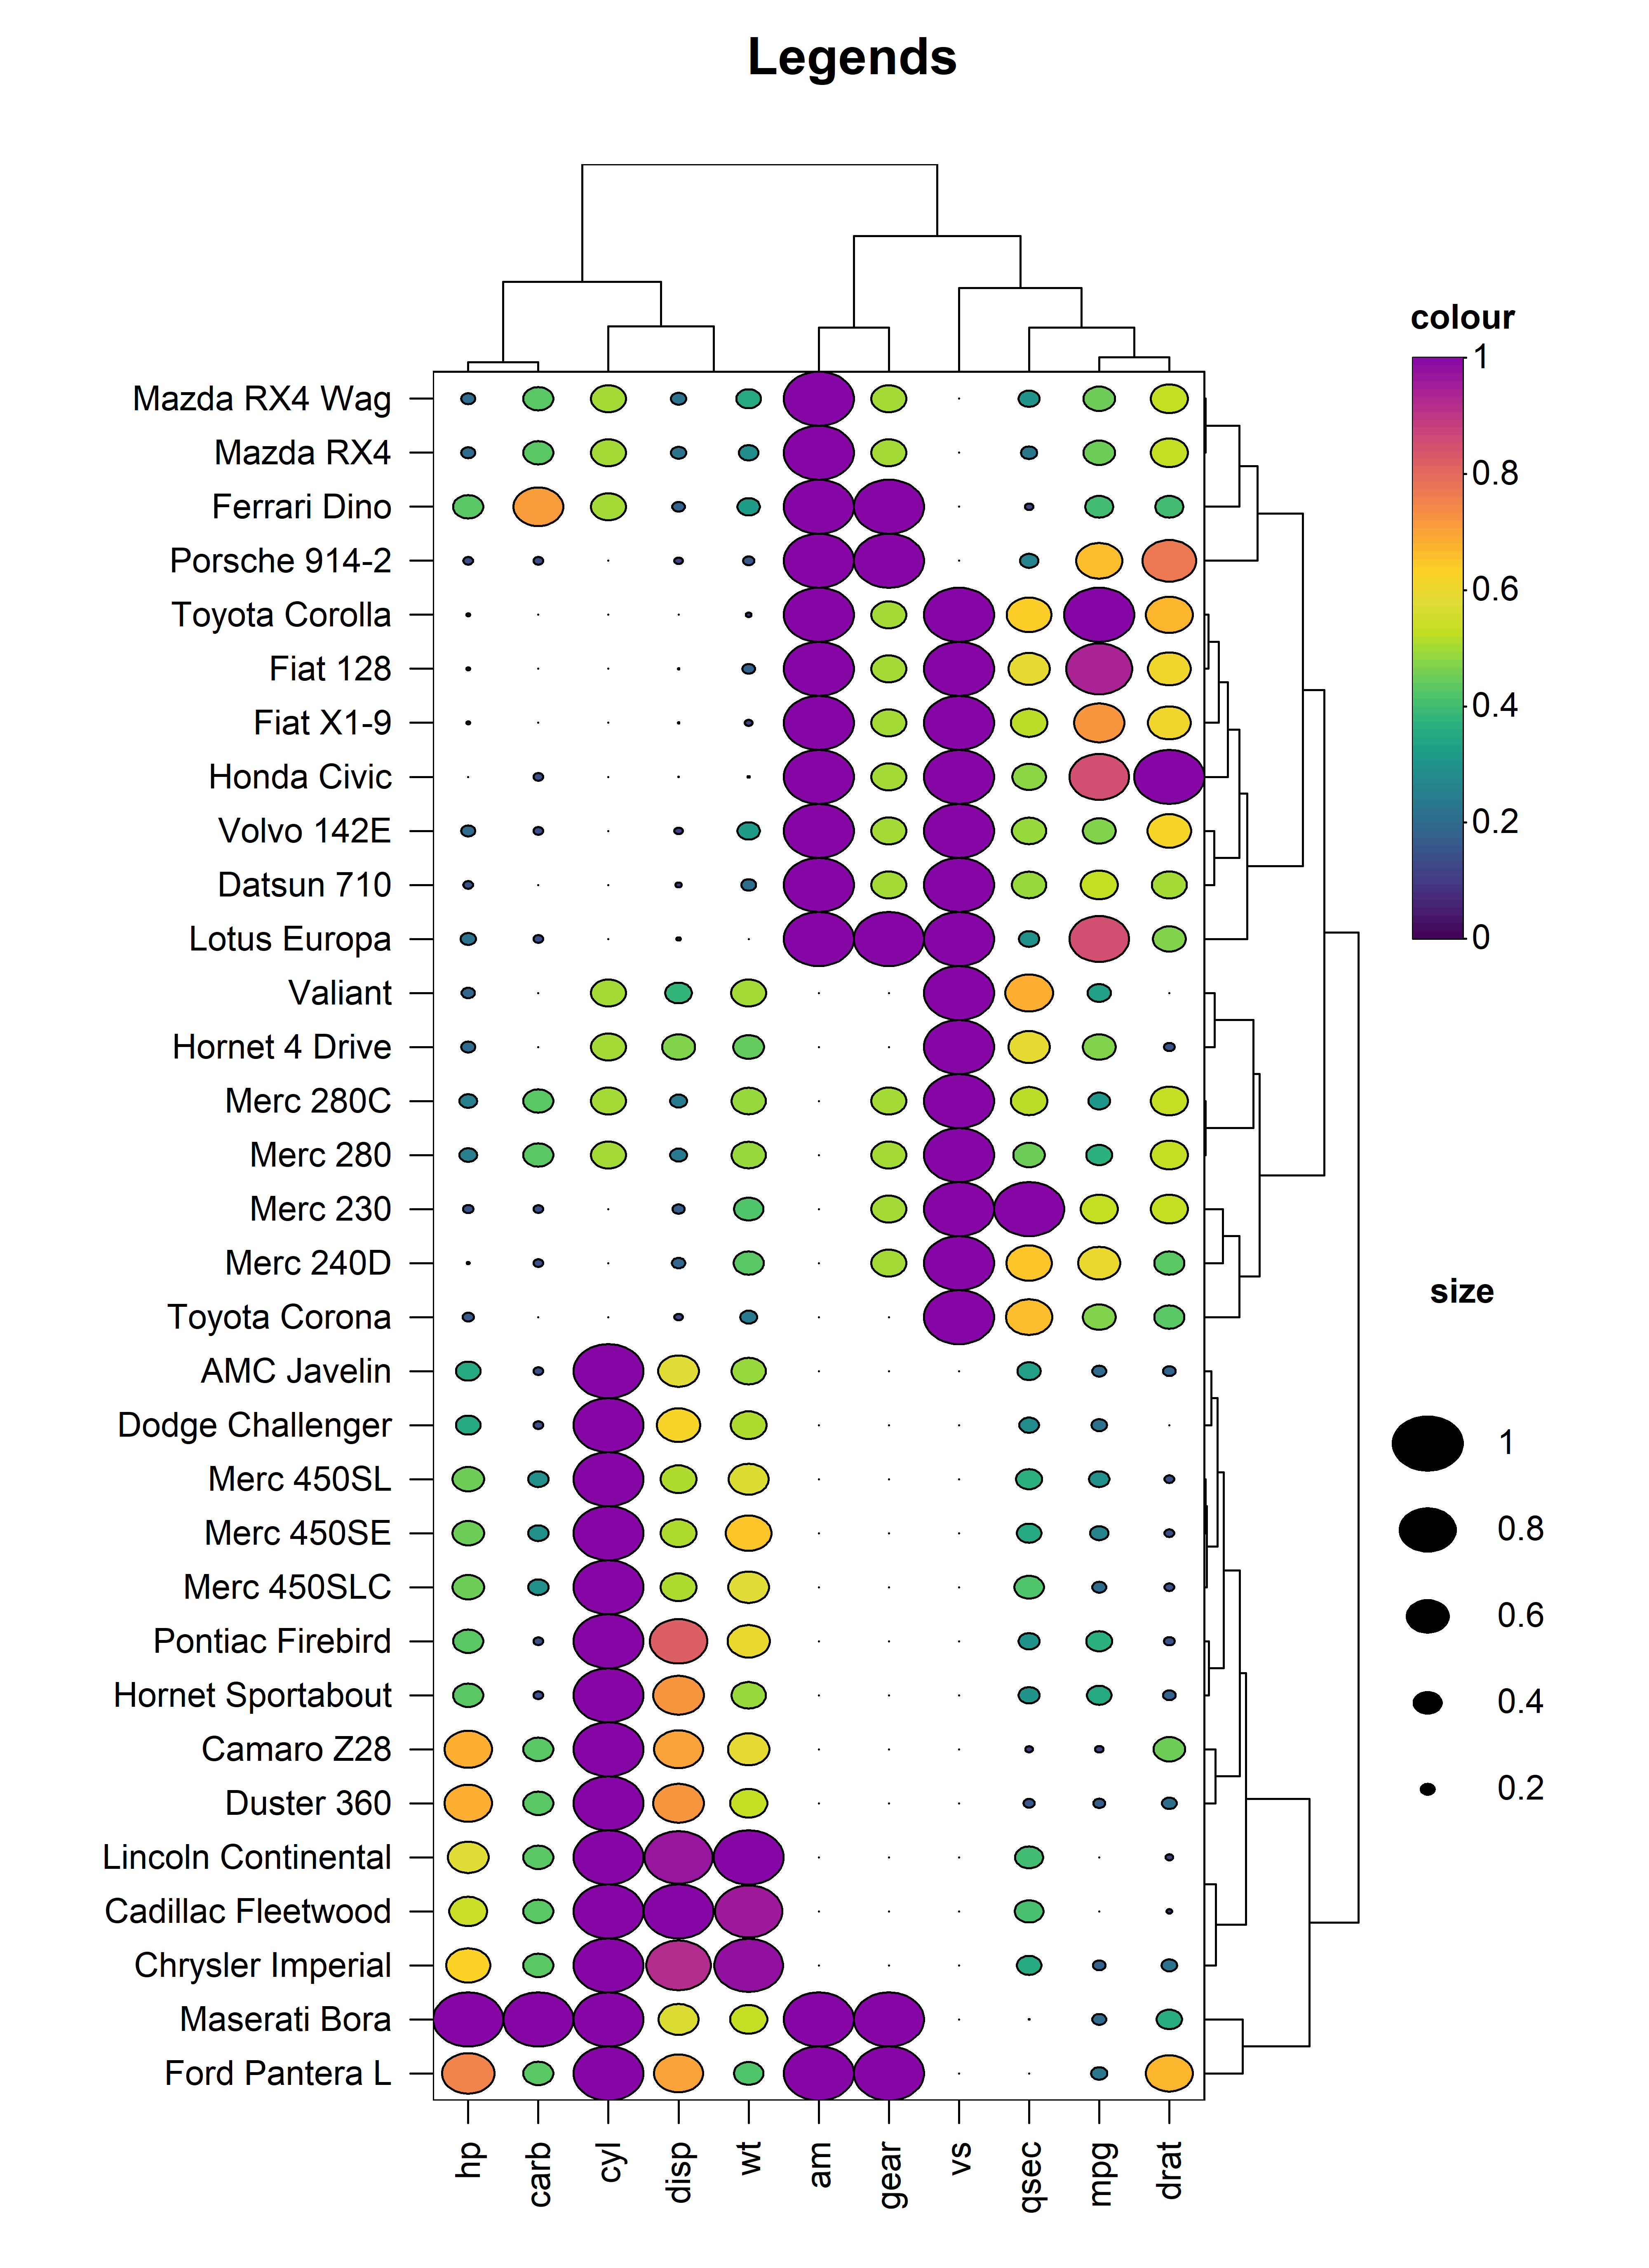 Legends
colour
1
0.8
0.6
0.4
0.2
0
Mazda RX4 Wag
Mazda RX4
Ferrari Dino
Porsche 914-2
Toyota Corolla
Fiat 128
Fiat X1-9
Honda Civic
Volvo 142E
Datsun 710
Lotus Europa
Valiant
Hornet 4 Drive
Merc 280C
Merc 280
Merc 230
Merc 240D
Toyota Corona
AMC Javelin
Dodge Challenger
Merc 450SL
Merc 450SE
Merc 450SLC
Pontiac Firebird
Hornet Sportabout
Camaro Z28
Duster 360
Lincoln Continental
Cadillac Fleetwood
Chrysler Imperial
Maserati Bora
Ford Pantera L
size
1
0.8
0.6
0.4
0.2
hp
carb
cyl
disp
wt
am
gear
vs
qsec
mpg
drat